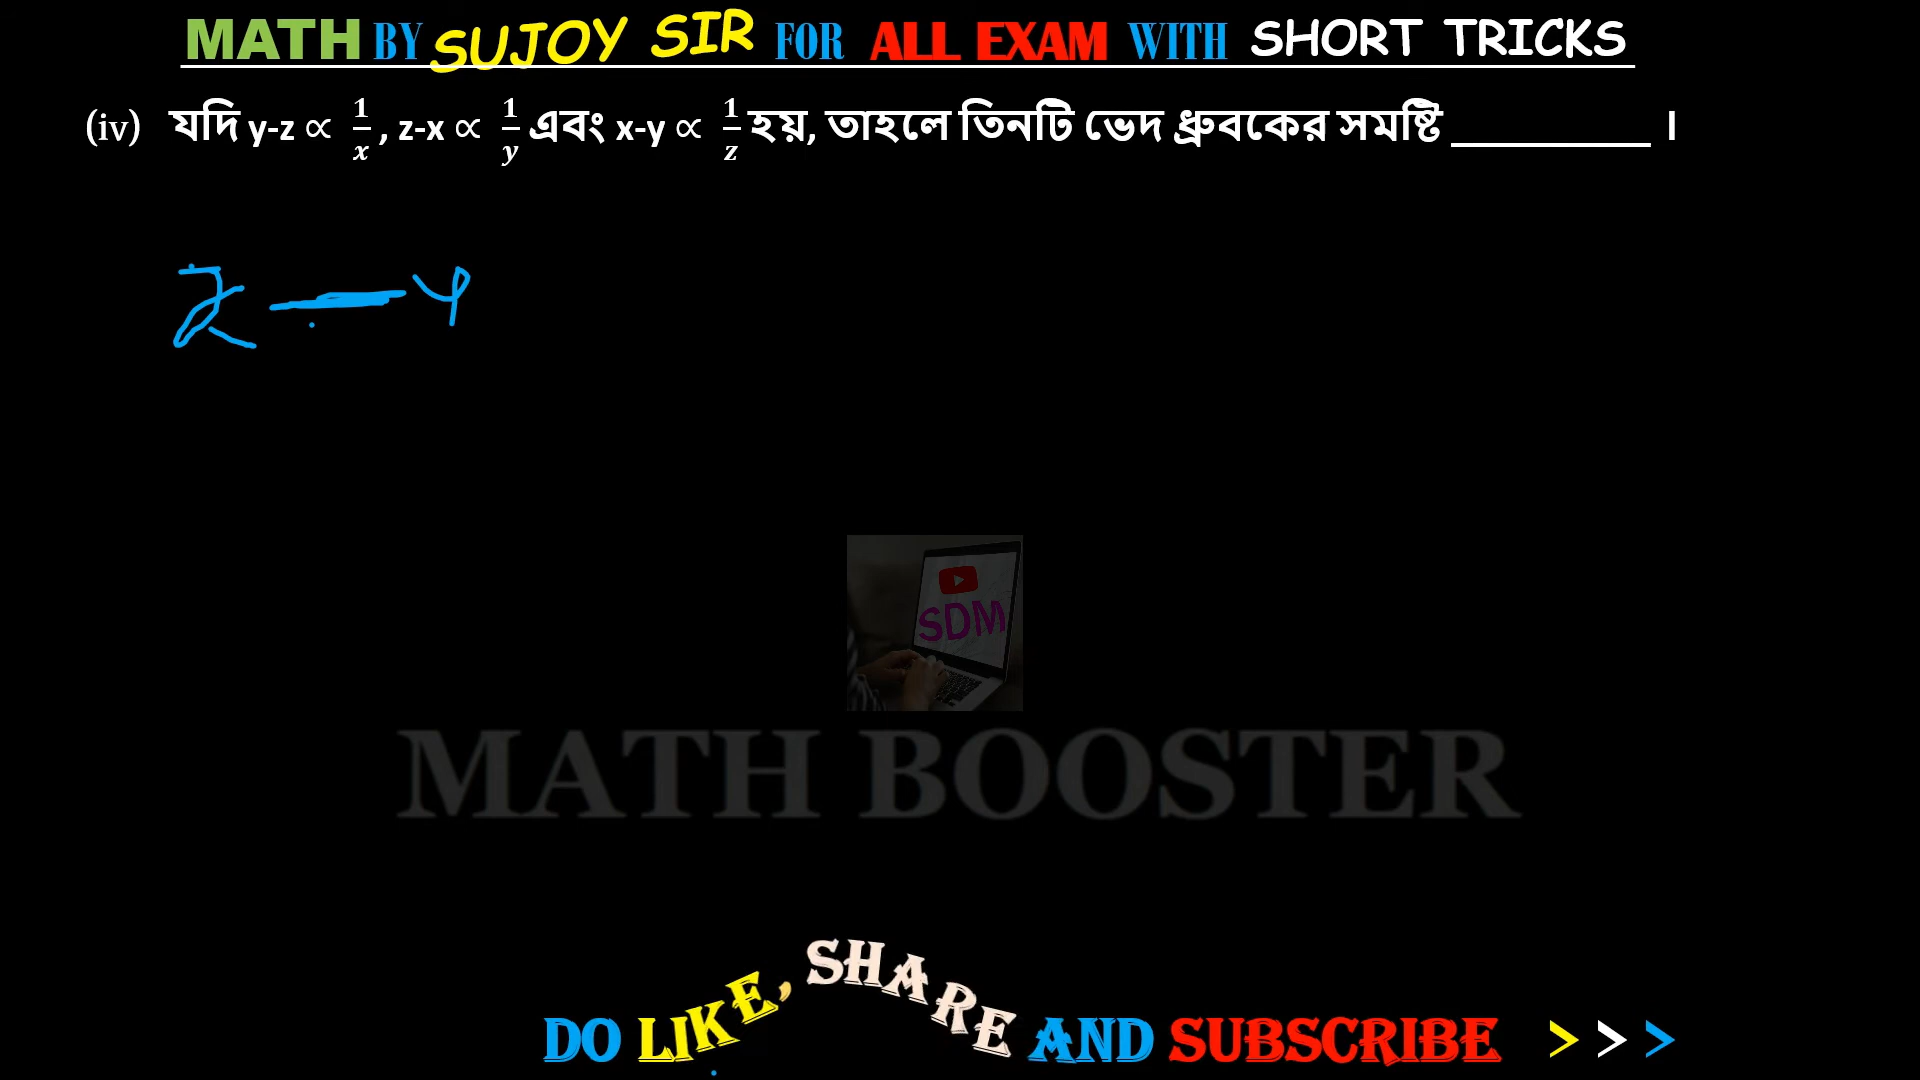 MATH BY SUJOY SIR FOR ALL EXAM WITH SHORT TRICKS
(iv) যদি y-z ∝ 1/x , z-x ∝ 1/y এবং x-y ∝ 1/z হয়, তাহলে তিনটি ভেদ ধ্রুবকের সমষ্টি __________ ।
z — y
SDM
MATH BOOSTER
DO LIKE, SHARE AND SUBSCRIBE > > >